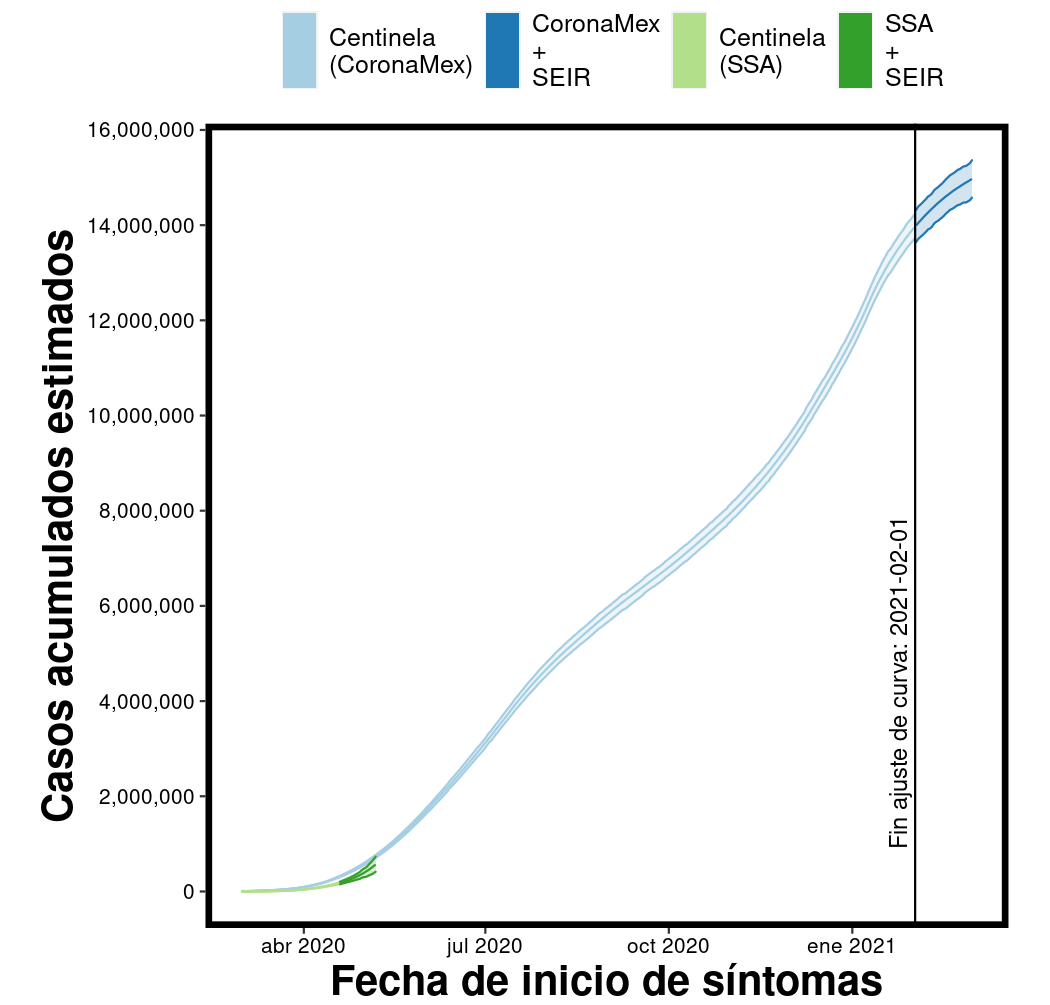 Centinela
(CoronaMex)
CoronaMex
+
SEIR
Centinela
(SSA)
SSA
+
SEIR
Casos acumulados estimados
16,000,000
14,000,000
12,000,000
10,000,000
8,000,000
6,000,000
4,000,000
2,000,000
0
Fin ajuste de curva: 2021-02-01
abr 2020
jul 2020
oct 2020
ene 2021
Fecha de inicio de síntomas